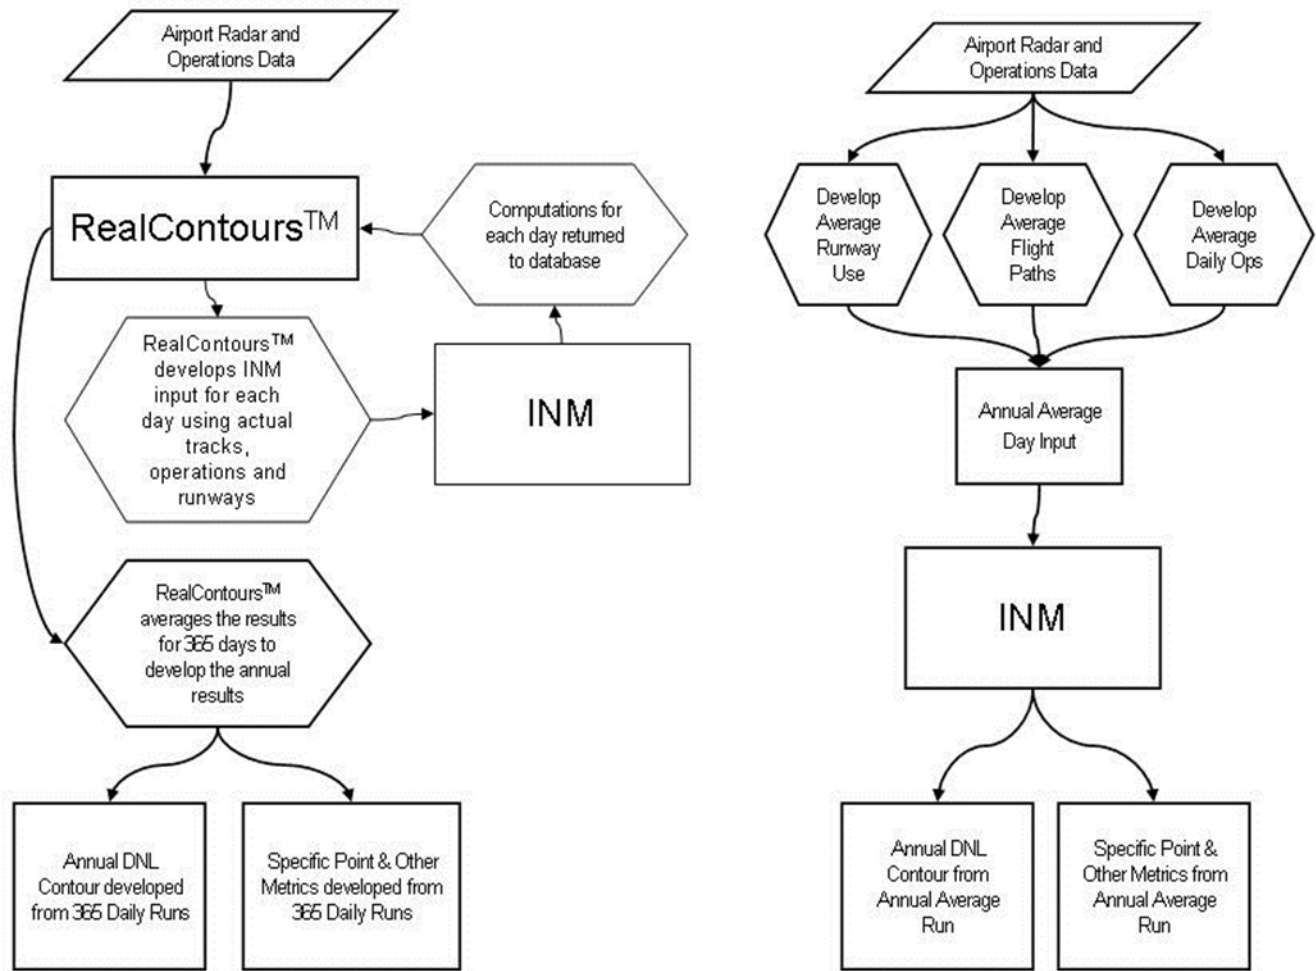 Airport Radar and
Operations Data
RealContours™
Computations for
each day returned
to database
RealContours™
develops INM
input for each
day using actual
tracks,
operations and
runways
INM
RealContours™
averages the results
for 365 days to
develop the annual
results
Annual DNL
Contour developed
from 365 Daily Runs
Specific Point & Other
Metrics developed from
365 Daily Runs
Airport Radar and
Operations Data
Develop
Average
Runway
Use
Develop
Average
Flight
Paths
Develop
Average
Daily Ops
Annual Average
Day Input
INM
Annual DNL
Contour from
Annual Average
Run
Specific Point &
Other Metrics from
Annual Average
Run